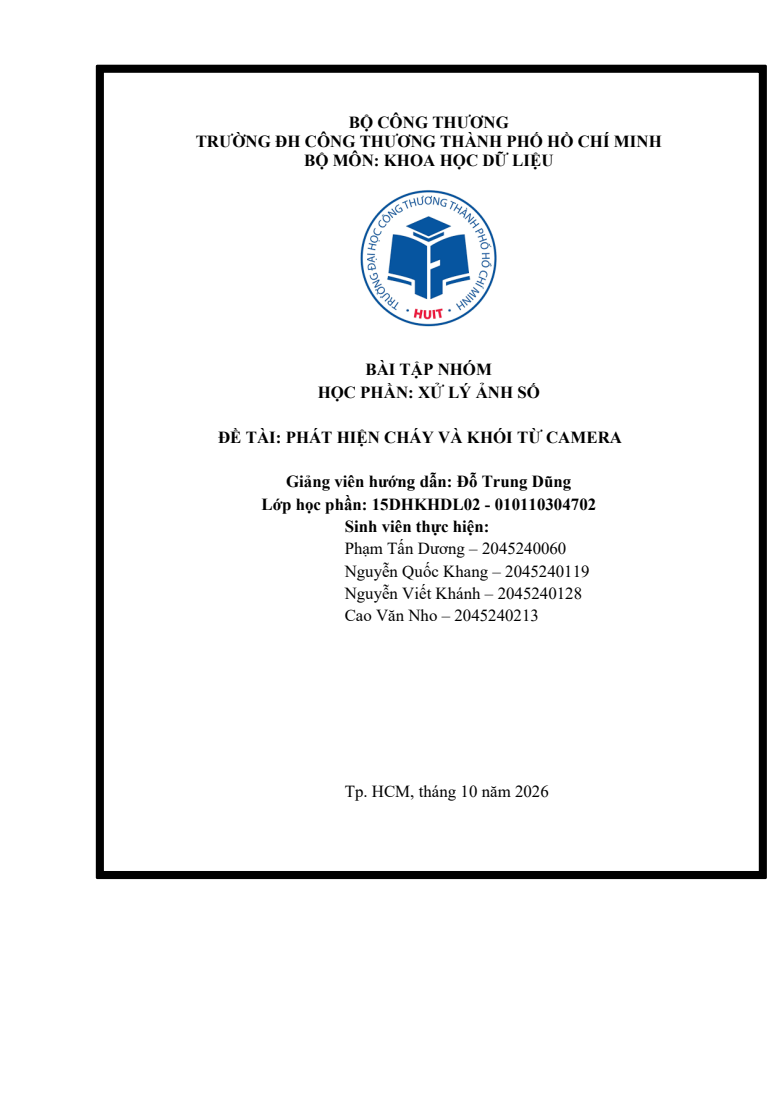 BỘ CÔNG THƯƠNG
TRƯỜNG ĐH CÔNG THƯƠNG THÀNH PHỐ HỒ CHÍ MINH
BỘ MÔN: KHOA HỌC DỮ LIỆU
TRƯỜNG ĐẠI HỌC CÔNG THƯƠNG THÀNH PHỐ HỒ CHÍ MINH
• HUIT •
BÀI TẬP NHÓM
HỌC PHẦN: XỬ LÝ ẢNH SỐ
ĐỀ TÀI: PHÁT HIỆN CHÁY VÀ KHÓI TỪ CAMERA
Giảng viên hướng dẫn: Đỗ Trung Dũng
Lớp học phần: 15DHKHDL02 - 010110304702
Sinh viên thực hiện:
Phạm Tấn Dương – 2045240060
Nguyễn Quốc Khang – 2045240119
Nguyễn Viết Khánh – 2045240128
Cao Văn Nho – 2045240213
Tp. HCM, tháng 10 năm 2026